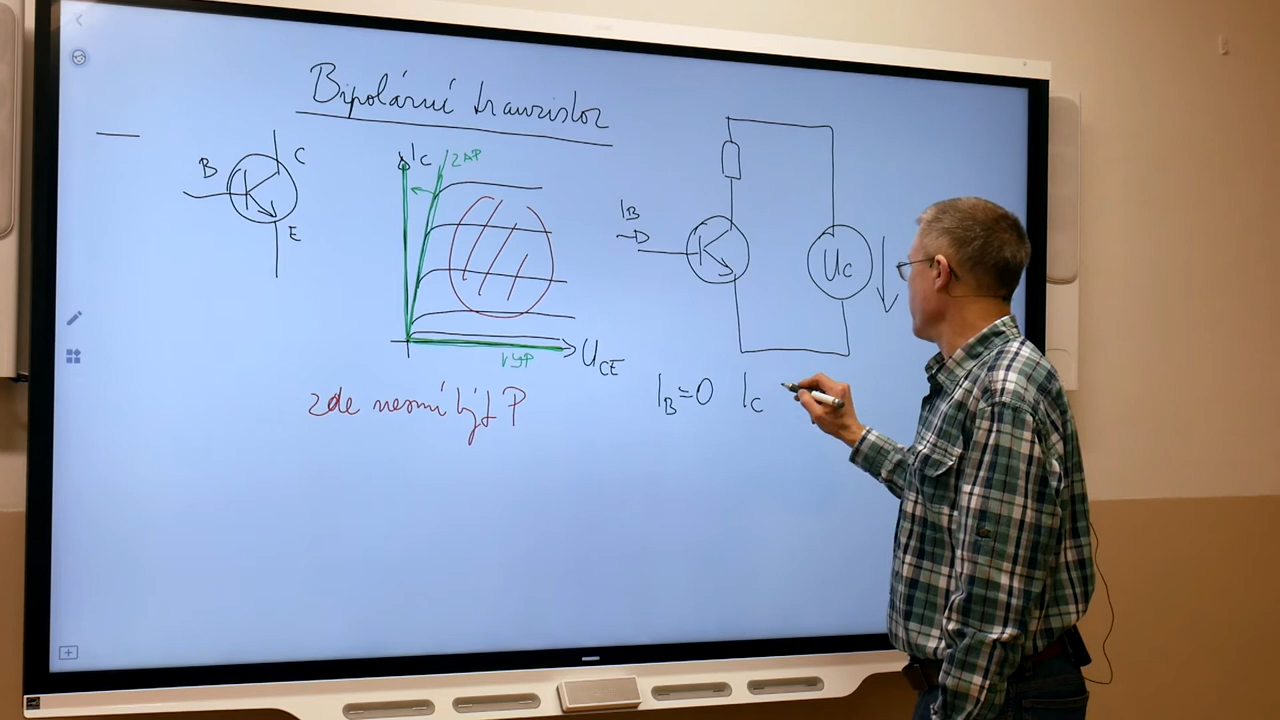 Bipolární tranzistor
B
C
E
IC
ZAP
VYP
UCE
zde nesmí být P
IB
UC
IB=0 IC